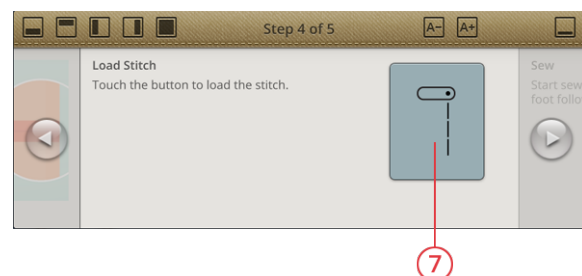 Step 4 of 5
A-
A+
Load Stitch
Touch the button to load the stitch.
Sew
Start sew
foot follo
7